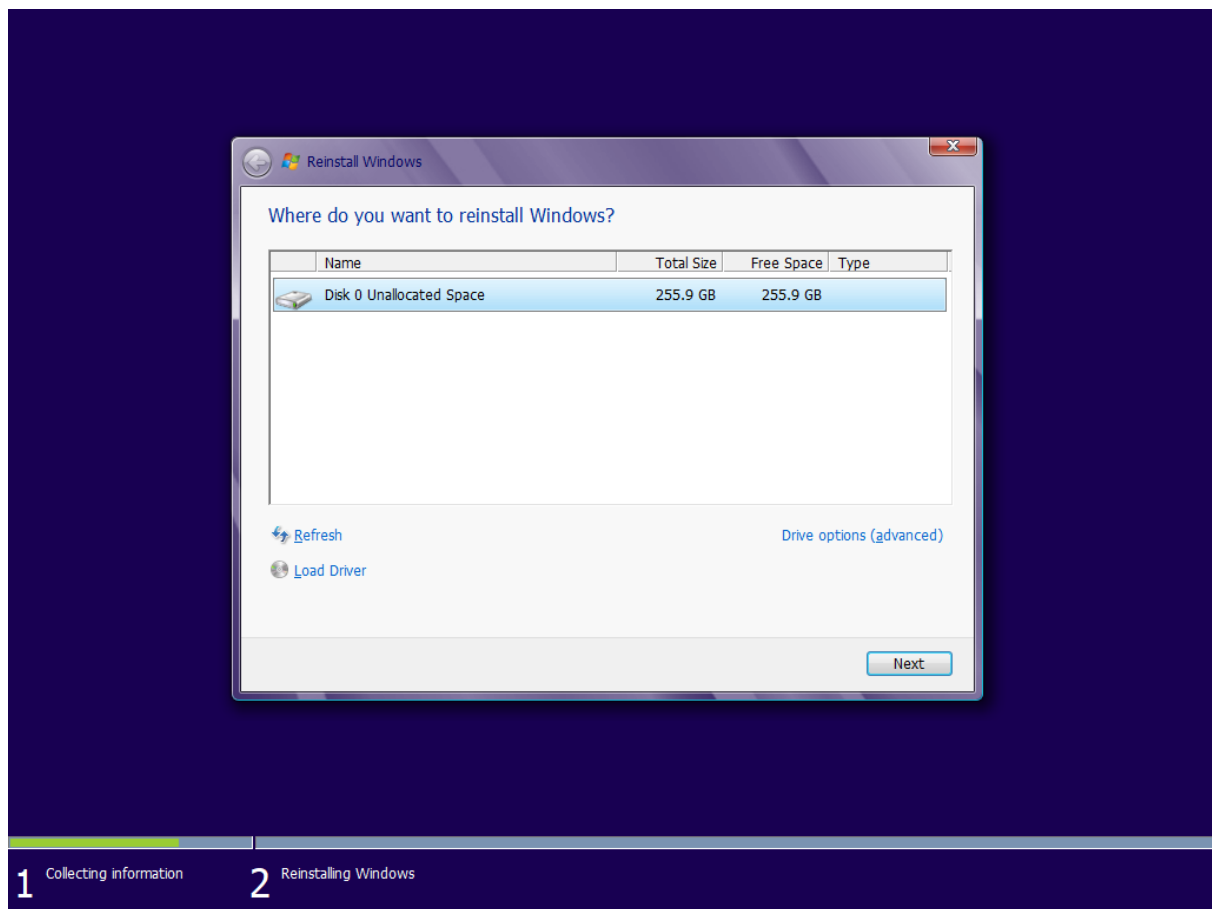 Reinstall Windows
X
Where do you want to reinstall Windows?
Name Total Size Free Space Type
Disk 0 Unallocated Space 255.9 GB 255.9 GB
Refresh Drive options (advanced)
Load Driver
Next
1 Collecting information 2 Reinstalling Windows